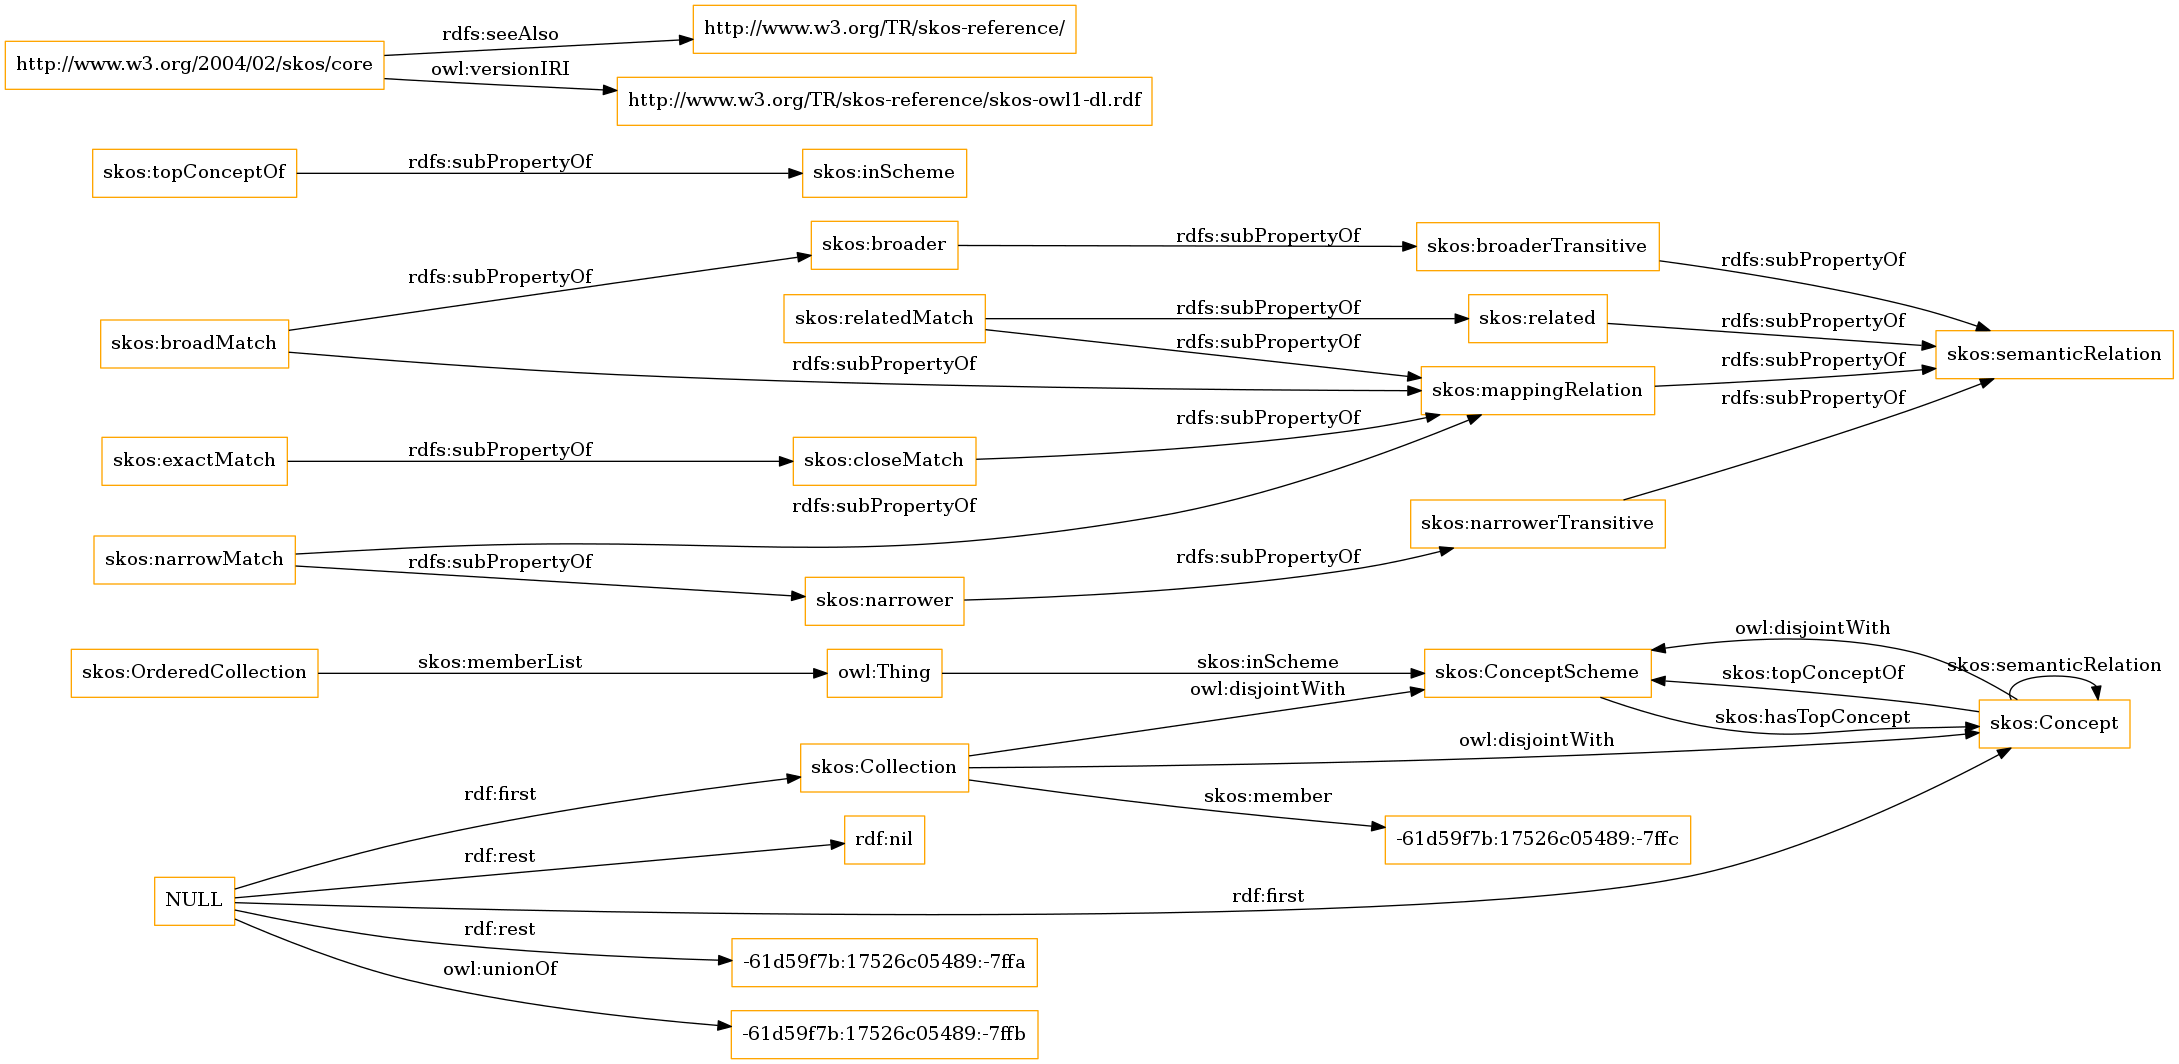 http://www.w3.org/2004/02/skos/core
rdfs:seeAlso
http://www.w3.org/TR/skos-reference/
owl:versionIRI
http://www.w3.org/TR/skos-reference/skos-owl1-dl.rdf
skos:topConceptOf
rdfs:subPropertyOf
skos:inScheme
skos:broadMatch
rdfs:subPropertyOf
skos:broader
rdfs:subPropertyOf
skos:broaderTransitive
rdfs:subPropertyOf
skos:relatedMatch
rdfs:subPropertyOf
skos:related
rdfs:subPropertyOf
skos:semanticRelation
rdfs:subPropertyOf
rdfs:subPropertyOf
skos:mappingRelation
rdfs:subPropertyOf
skos:exactMatch
rdfs:subPropertyOf
skos:closeMatch
rdfs:subPropertyOf
rdfs:subPropertyOf
skos:narrowMatch
rdfs:subPropertyOf
rdfs:subPropertyOf
skos:narrower
rdfs:subPropertyOf
skos:narrowerTransitive
skos:OrderedCollection
skos:memberList
owl:Thing
skos:inScheme
skos:ConceptScheme
owl:disjointWith
skos:semanticRelation
skos:topConceptOf
skos:hasTopConcept
skos:Concept
owl:disjointWith
skos:Collection
owl:disjointWith
skos:member
-61d59f7b:17526c05489:-7ffc
NULL
rdf:first
rdf:rest
rdf:nil
rdf:first
rdf:rest
-61d59f7b:17526c05489:-7ffa
owl:unionOf
-61d59f7b:17526c05489:-7ffb